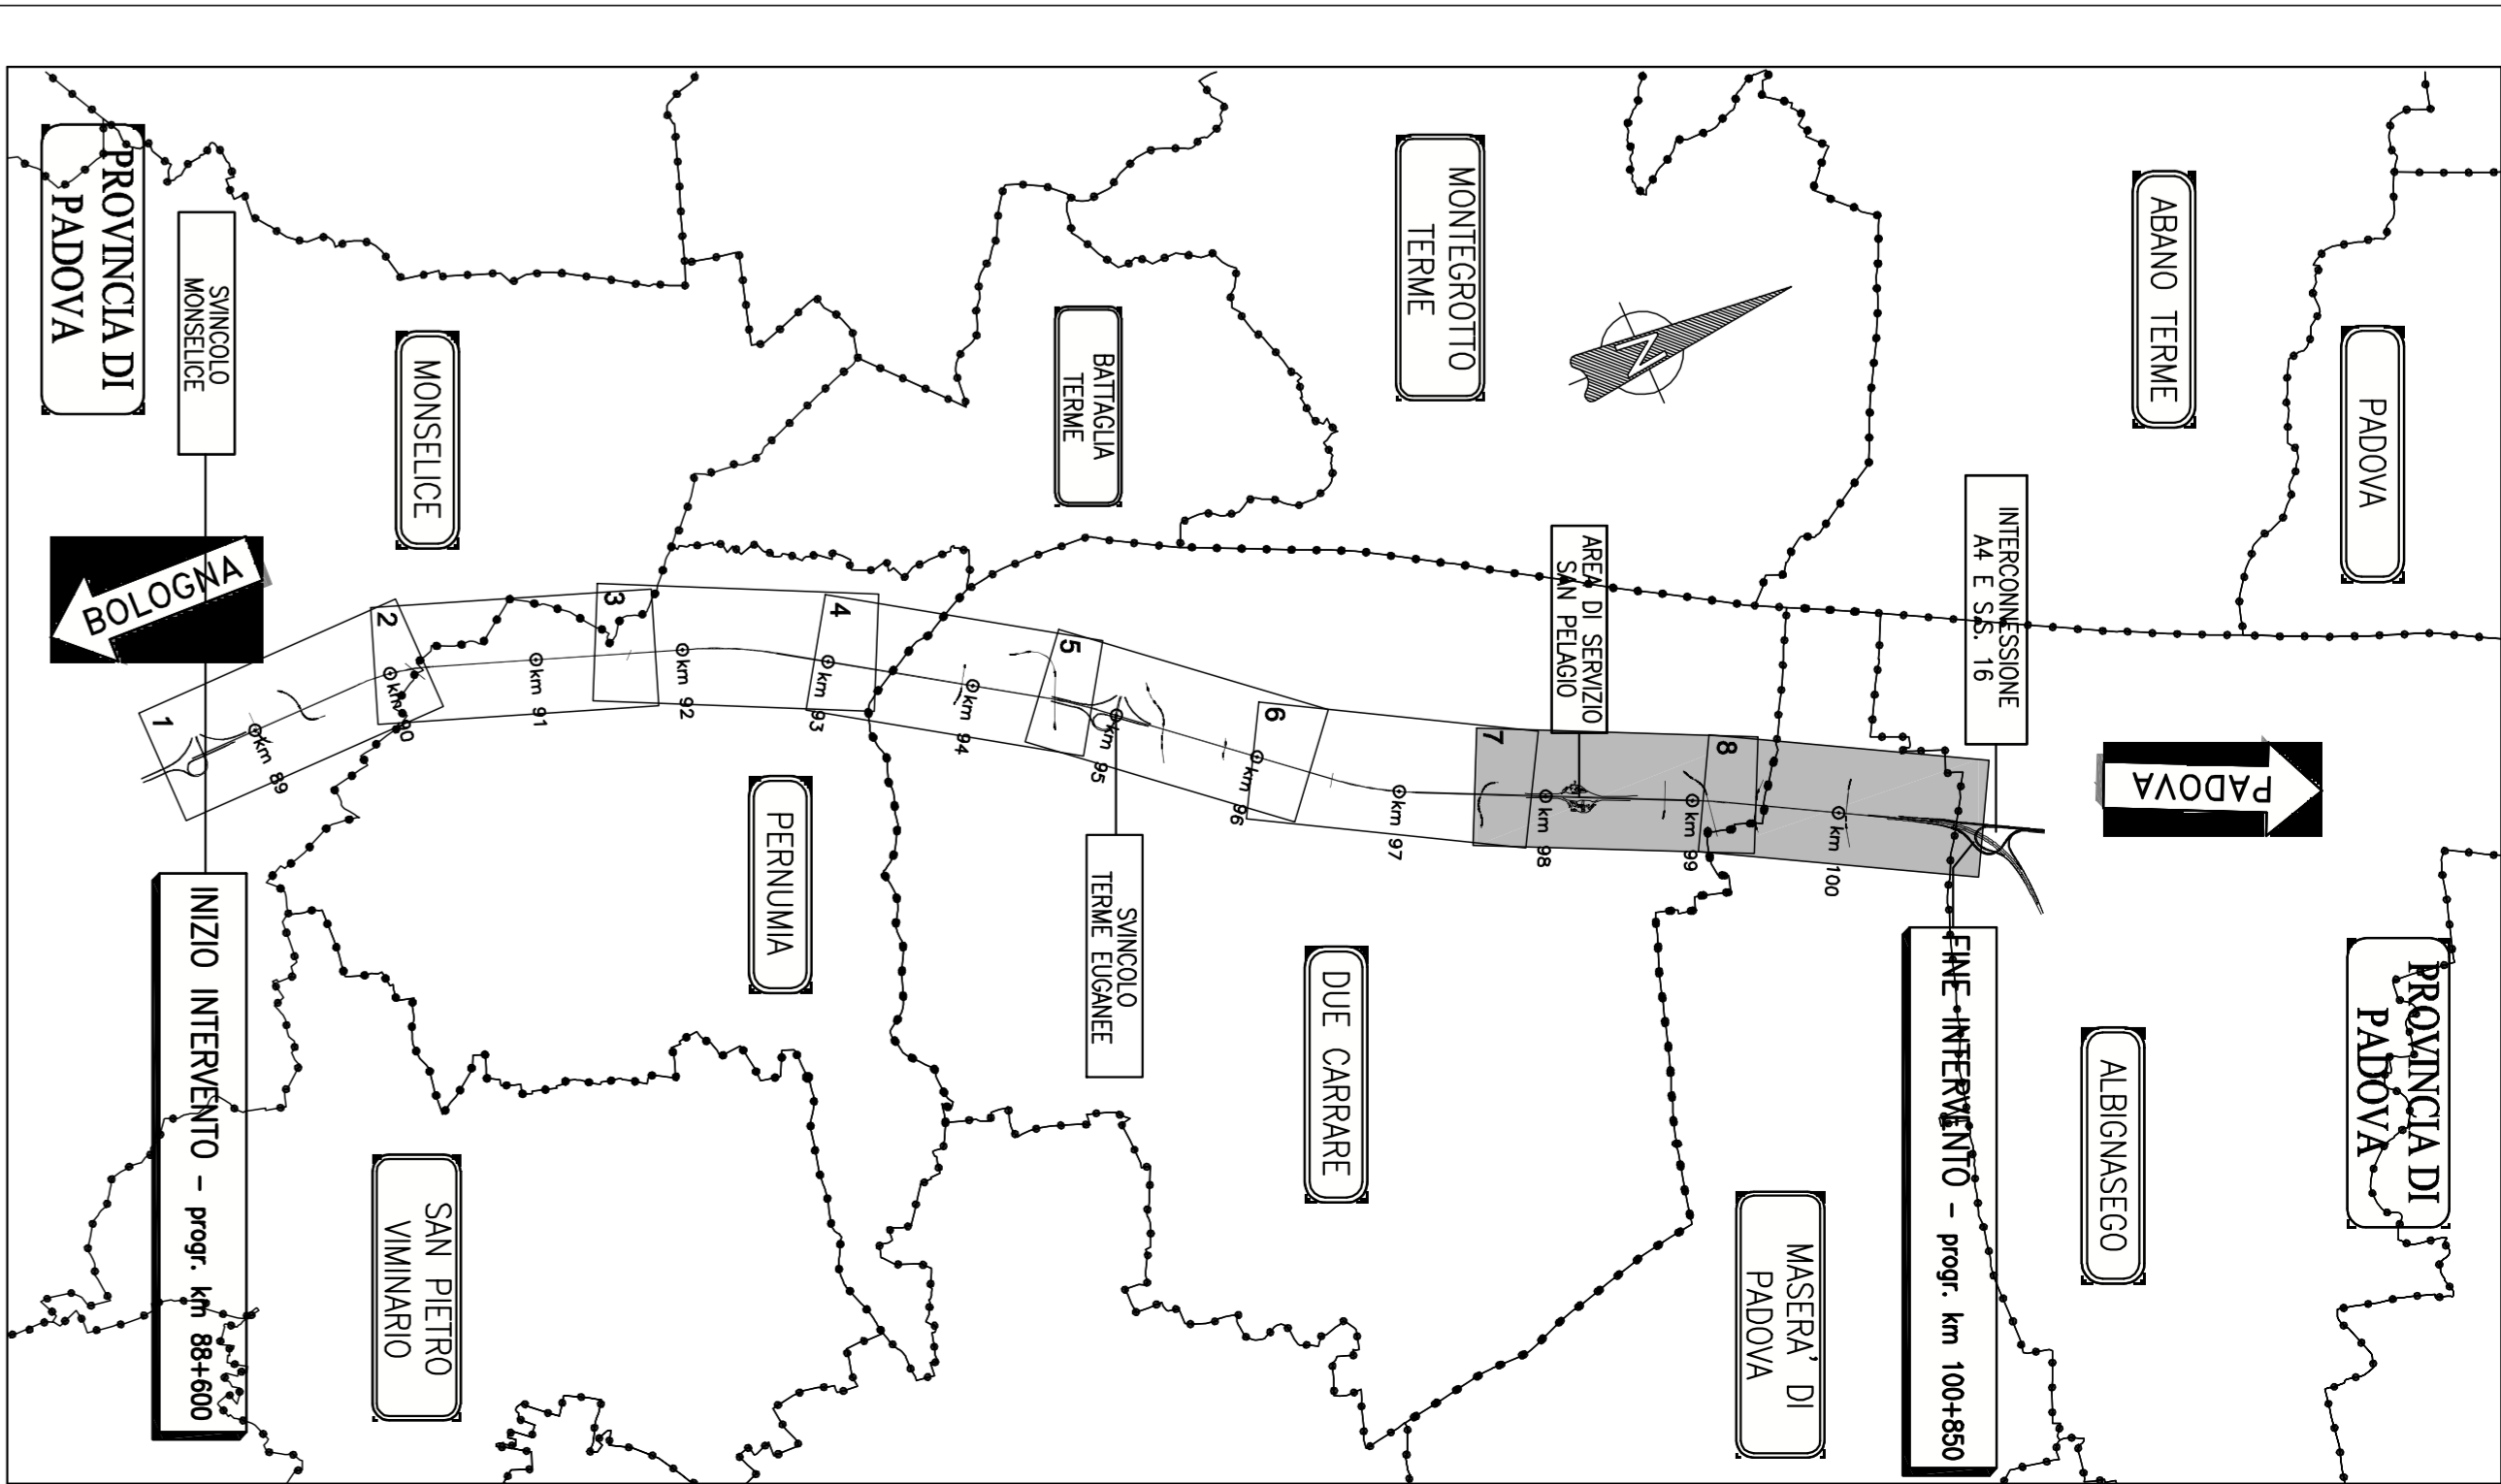 PROVINCIA DI
PADOVA
SVINCOLO
MONSELICE
MONSELICE
BATTAGLIA
TERME
MONTEGROTTO
TERME
N
ABANO TERME
PADOVA
INTERCONNESSIONE
A4 E SS. 16
AREA DI SERVIZIO
SAN PELAGIO
BOLOGNA
PADOVA
1
2
3
4
5
6
7
8
km 89
km 90
km 91
km 92
km 93
km 94
km 95
km 96
km 97
km 98
km 99
km 100
PERNUMIA
SVINCOLO
TERME EUGANEE
DUE CARRARE
INIZIO INTERVENTO - progr. km 88+600
FINE INTERVENTO - progr. km 100+850
SAN PIETRO
VIMINARIO
MASERA' DI
PADOVA
ALBIGNASEGO
PROVINCIA DI
PADOVA